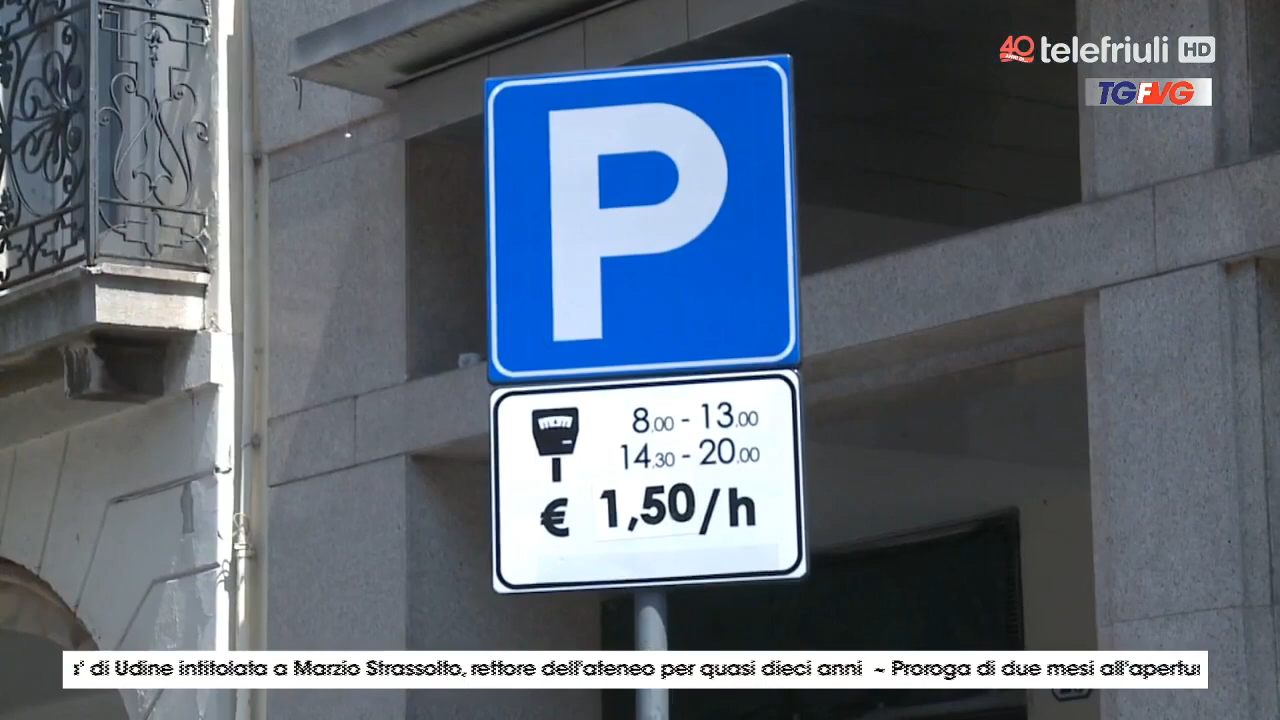 40 telefriuli HD
TGFVG
P
8.00 - 13.00
14.30 - 20.00
€ 1,50/h
di Udine intitolata a Marzio Strassolto, rettore dell'ateneo per quasi dieci anni ~ Proroga di due mesi all'apertu